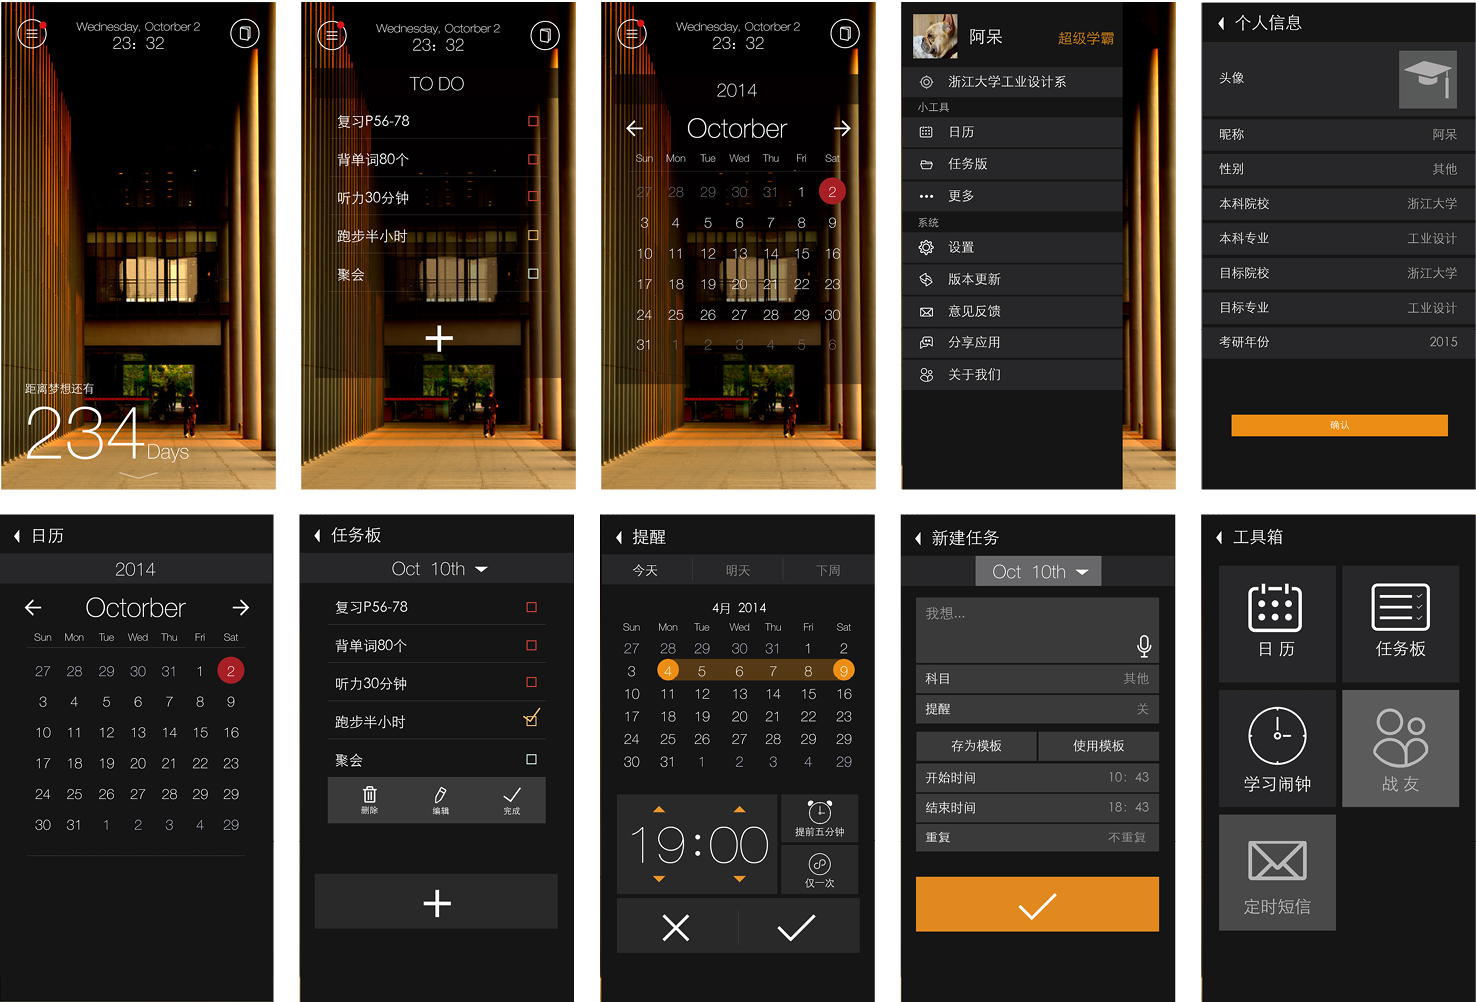 Wednesday, Octorber 2
23: 32
距离梦想还有
234 Days
Wednesday, Octorber 2
23: 32
TO DO
复习P56-78
背单词80个
听力30分钟
跑步半小时
聚会
Wednesday, Octorber 2
23: 32
2014
Octorber
Sun Mon Tue Wed Thu Fri Sat
27 28 29 30 31 1 2
3 4 5 6 7 8 9
10 11 12 13 14 15 16
17 18 19 20 21 22 23
24 25 26 27 28 29 30
31 1 2 3 4 5 6
阿呆 超级学霸
浙江大学工业设计系
小工具
日历
任务版
更多
系统
设置
版本更新
意见反馈
分享应用
关于我们
个人信息
头像
昵称 阿呆
性别 其他
本科院校 浙江大学
本科专业 工业设计
目标院校 浙江大学
目标专业 工业设计
考研年份 2015
确认
日历
2014
Octorber
Sun Mon Tue Wed Thu Fri Sat
27 28 29 30 31 1 2
3 4 5 6 7 8 9
10 11 12 13 14 15 16
17 18 19 20 21 22 23
24 25 26 27 28 29 29
30 31 1 2 3 4 29
任务板
Oct 10th
复习P56-78
背单词80个
听力30分钟
跑步半小时
聚会
删除 编辑 完成
提醒
今天 明天 下周
4月 2014
Sun Mon Tue Wed Thu Fri Sat
27 28 29 30 31 1 2
3 4 5 6 7 8 9
10 11 12 13 14 15 16
17 18 19 20 21 22 23
24 25 26 27 28 29 29
30 31 1 2 3 4 29
19:00
提前五分钟
仅一次
新建任务
Oct 10th
我想...
科目 其他
提醒 关
存为模板 使用模板
开始时间 10: 43
结束时间 18: 43
重复 不重复
工具箱
日 历 任务板
学习闹钟 战 友
定时短信